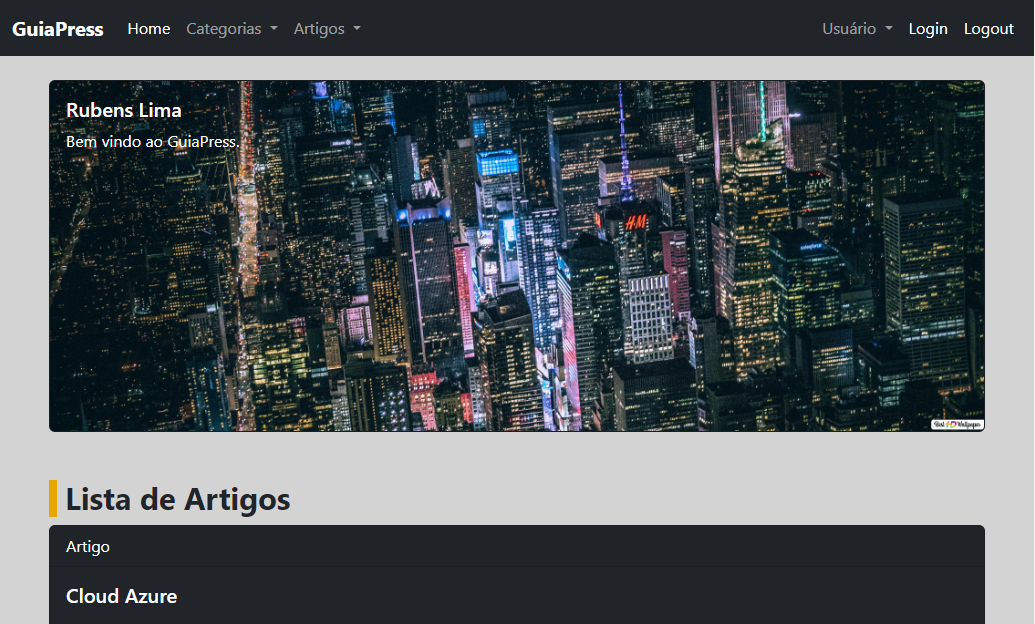 GuiaPress Home Categorias Artigos Usuário Login Logout
Rubens Lima
Bem vindo ao GuiaPress.
H&M
salesforce
Best Wallpaper
Lista de Artigos
Artigo
Cloud Azure